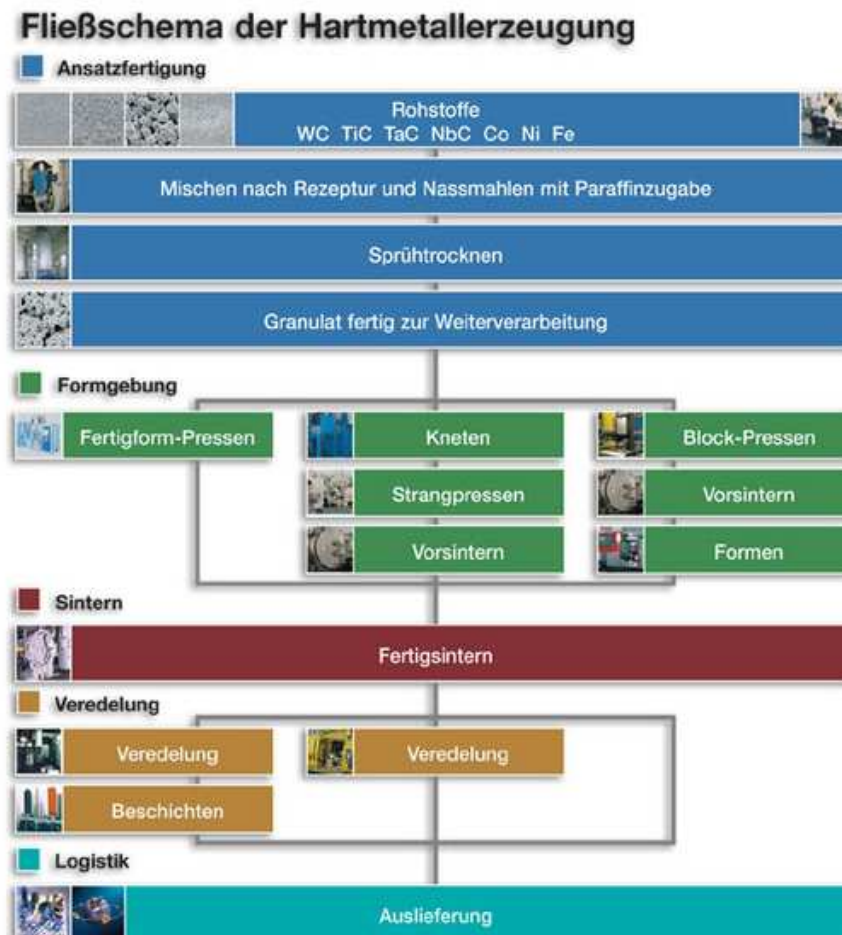 Fließschema der Hartmetallerzeugung
Ansatzfertigung
Rohstoffe
WC TiC TaC NbC Co Ni Fe
Mischen nach Rezeptur und Nassmahlen mit Paraffinzugabe
Sprühtrocknen
Granulat fertig zur Weiterverarbeitung
Formgebung
Fertigform-Pressen
Kneten
Block-Pressen
Strangpressen
Vorsintern
Vorsintern
Formen
Sintern
Fertigsintern
Veredelung
Veredelung
Veredelung
Beschichten
Logistik
Auslieferung